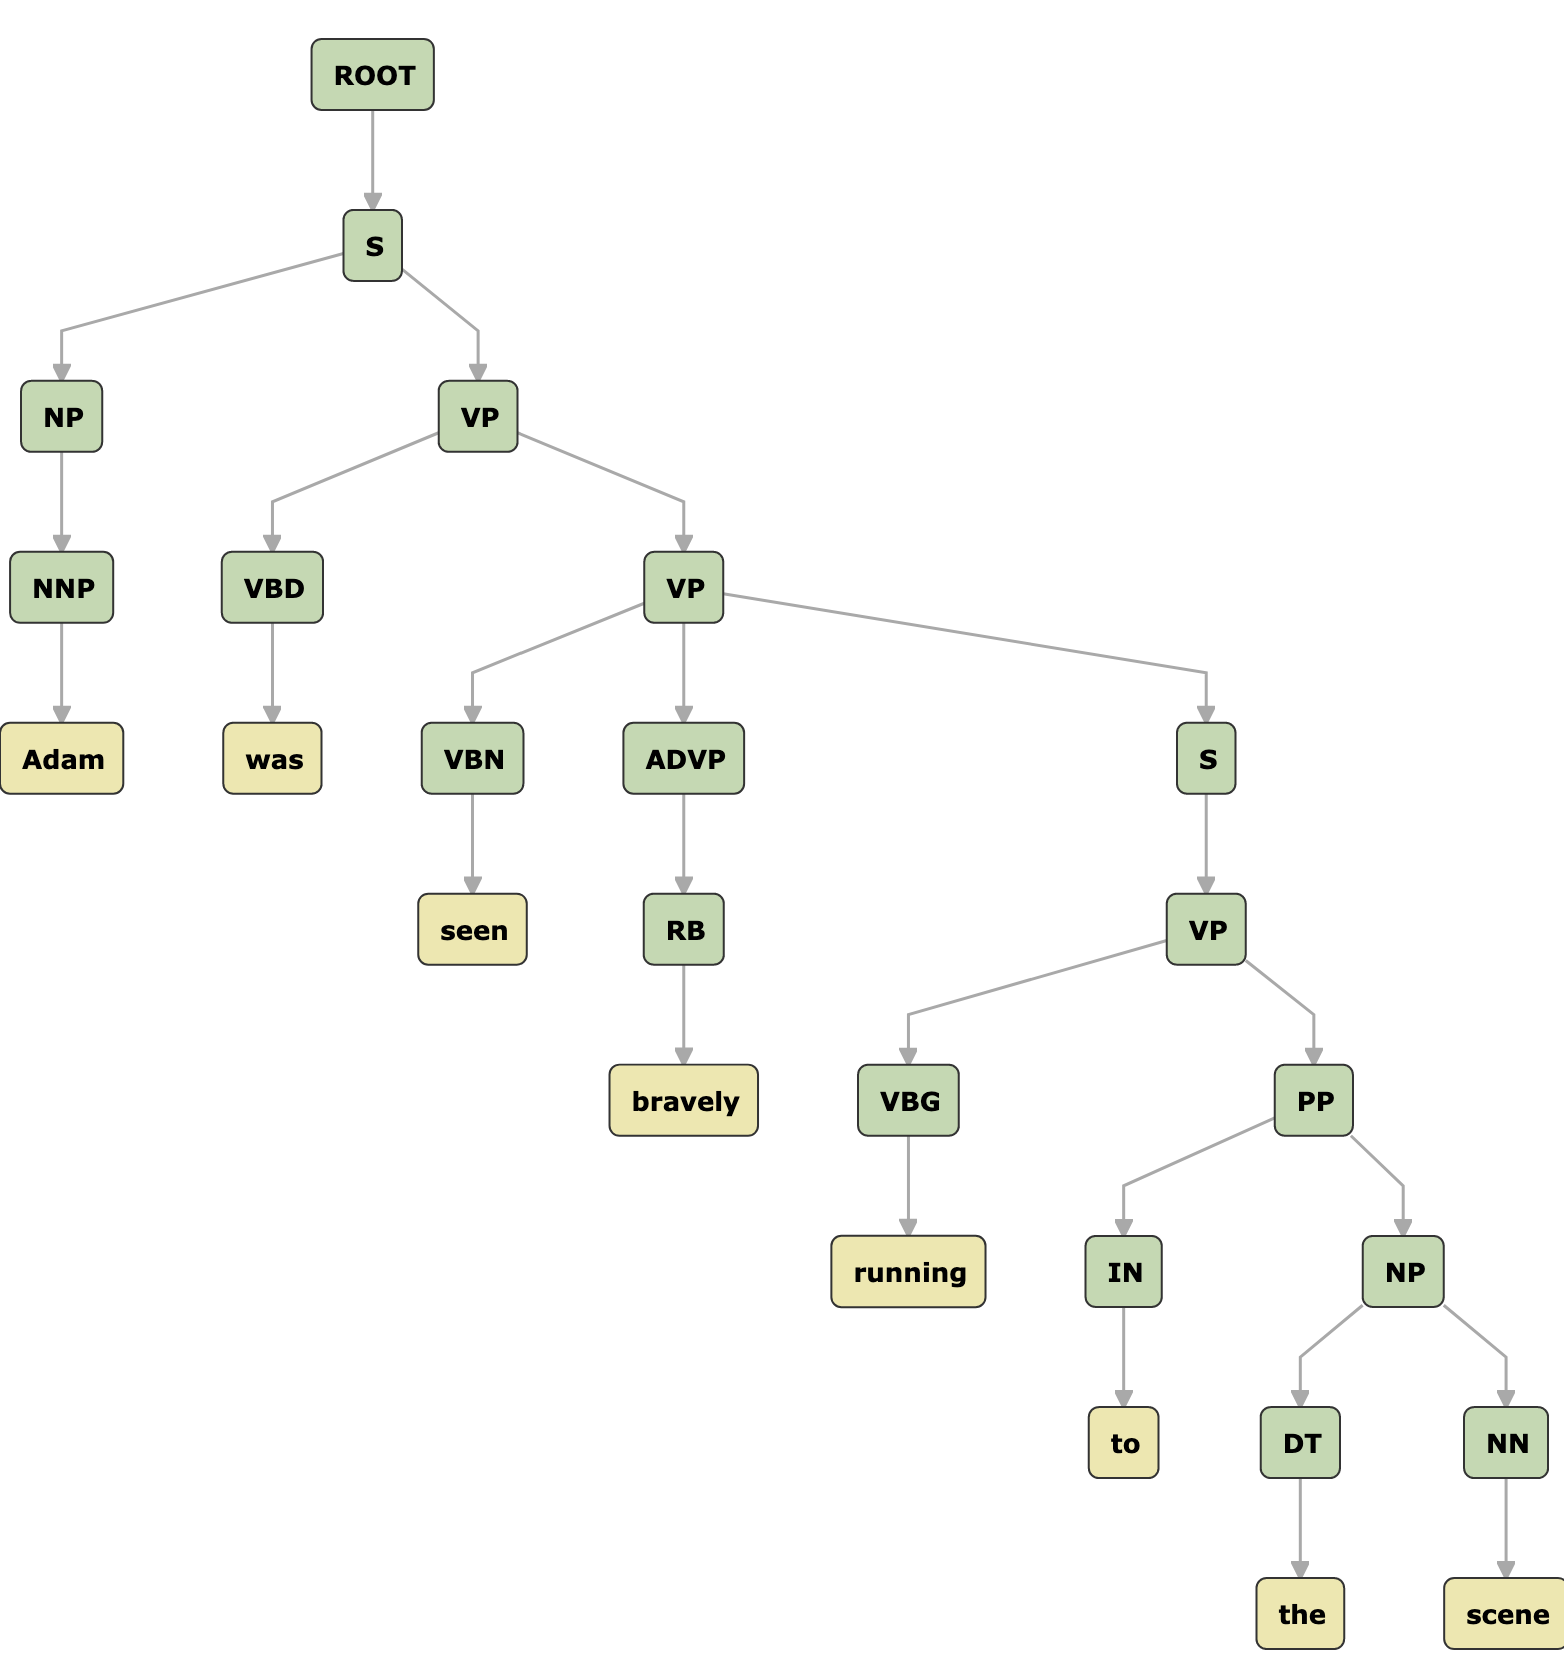 ROOT
S
NP VP
NNP VBD VP
Adam was VBN ADVP S
seen RB VP
bravely VBG PP
running IN NP
to DT NN
the scene